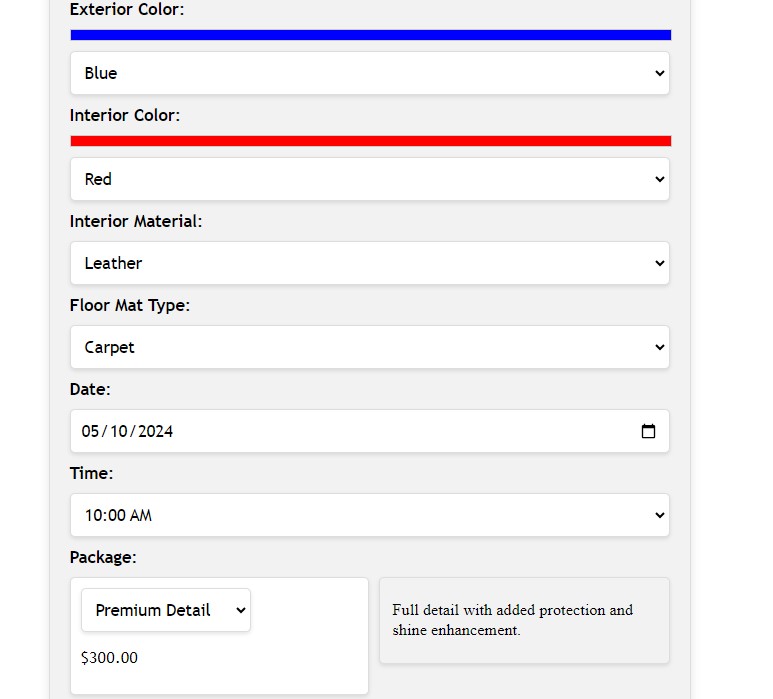 Exterior Color:
Blue
Interior Color:
Red
Interior Material:
Leather
Floor Mat Type:
Carpet
Date:
05/10/2024
Time:
10:00 AM
Package:
Premium Detail
$300.00
Full detail with added protection and
shine enhancement.